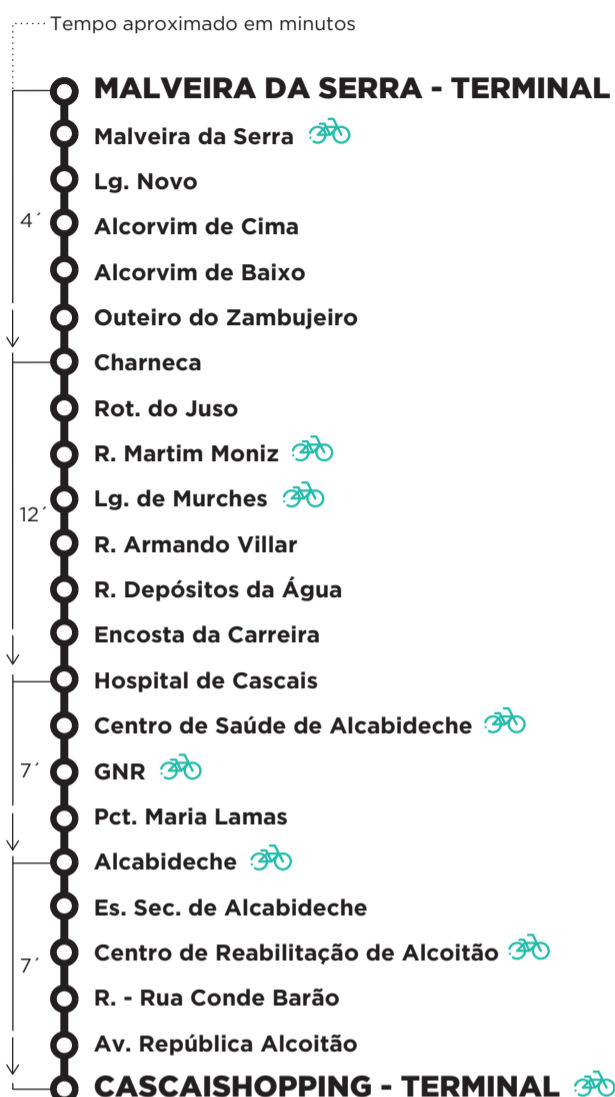 Tempo aproximado em minutos
MALVEIRA DA SERRA - TERMINAL
Malveira da Serra
Lg. Novo
4´
Alcorvim de Cima
Alcorvim de Baixo
Outeiro do Zambujeiro
Charneca
Rot. do Juso
R. Martim Moniz
Lg. de Murches
12´
R. Armando Villar
R. Depósitos da Água
Encosta da Carreira
Hospital de Cascais
Centro de Saúde de Alcabideche
7´
GNR
Pct. Maria Lamas
Alcabideche
Es. Sec. de Alcabideche
Centro de Reabilitação de Alcoitão
7´
R. - Rua Conde Barão
Av. República Alcoitão
CASCAISHOPPING - TERMINAL